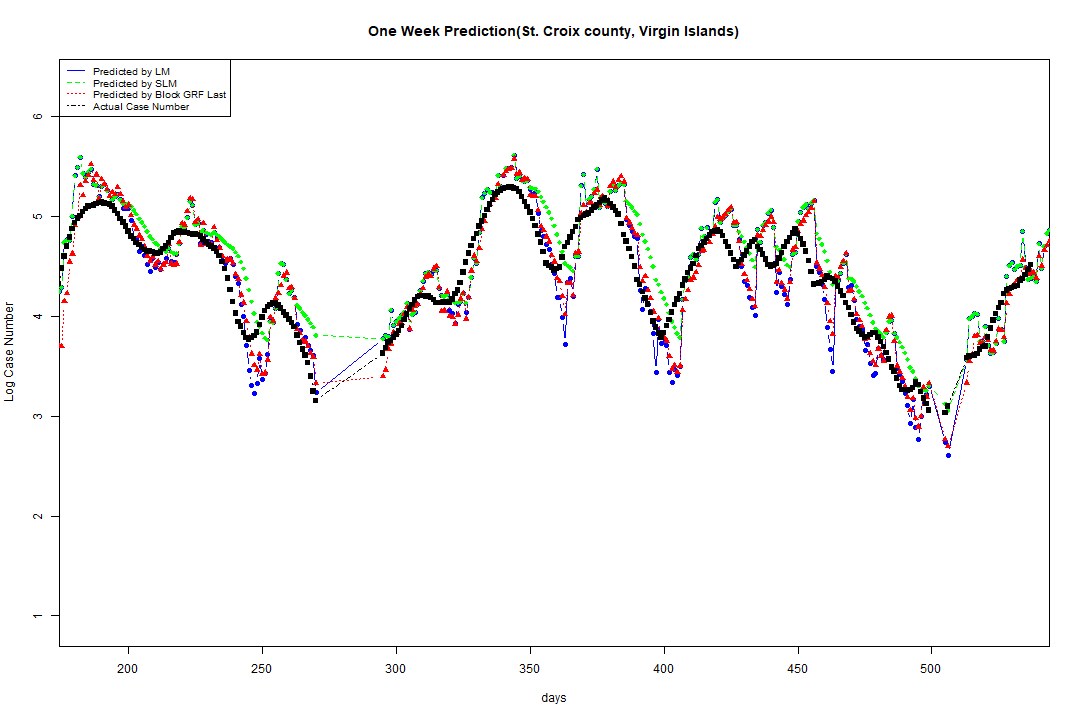 One Week Prediction(St. Croix county, Virgin Islands)
Predicted by LM
Predicted by SLM
Predicted by Block GRF Last
Actual Case Number
6
5
4
3
2
1
Log Case Number
200 250 300 350 400 450 500
days